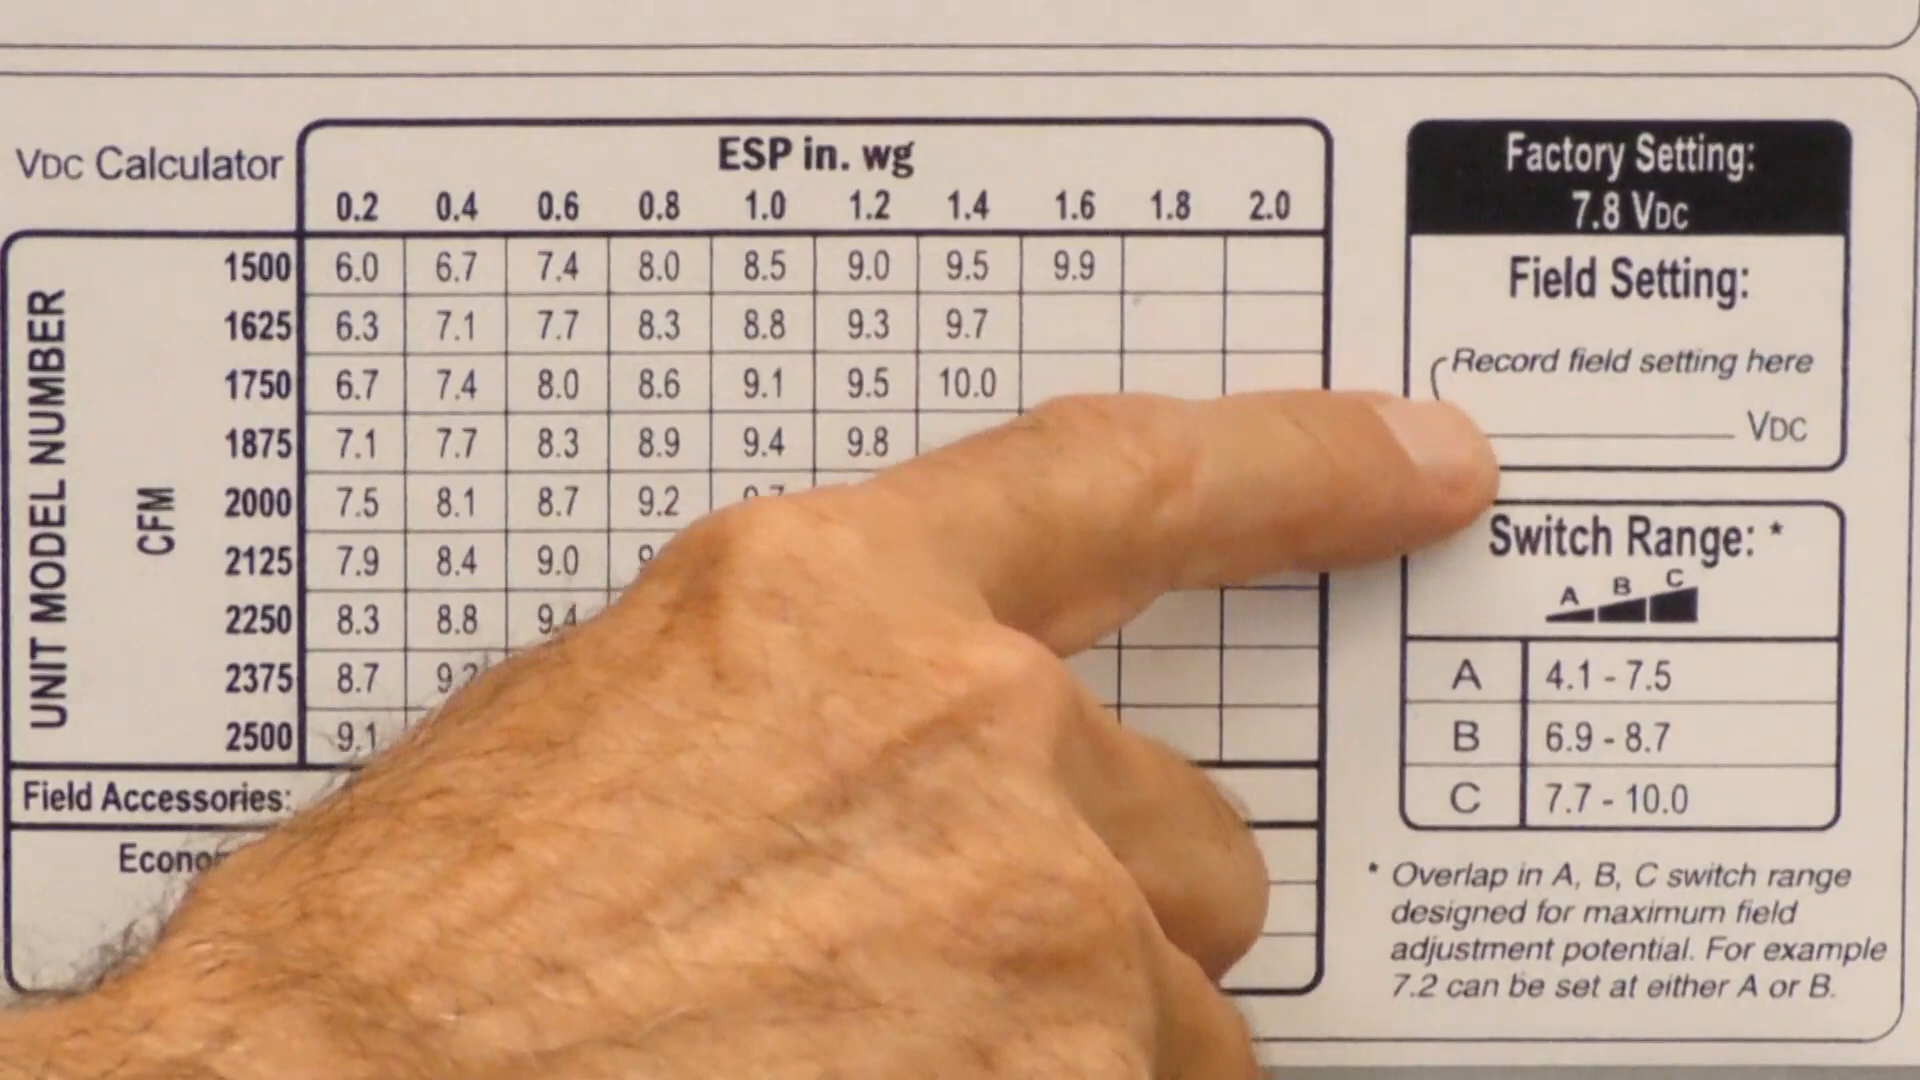 VDC Calculator
ESP in. wg
0.2 0.4 0.6 0.8 1.0 1.2 1.4 1.6 1.8 2.0
UNIT MODEL NUMBER
CFM
1500 6.0 6.7 7.4 8.0 8.5 9.0 9.5 9.9
1625 6.3 7.1 7.7 8.3 8.8 9.3 9.7
1750 6.7 7.4 8.0 8.6 9.1 9.5 10.0
1875 7.1 7.7 8.3 8.9 9.4 9.8
2000 7.5 8.1 8.7 9.2
2125 7.9 8.4 9.0
2250 8.3 8.8 9.4
2375 8.7 9.2
2500 9.1
Field Accessories:
Factory Setting:
7.8 VDC
Field Setting:
Record field setting here
VDC
Switch Range: *
A B C
A 4.1 - 7.5
B 6.9 - 8.7
C 7.7 - 10.0
* Overlap in A, B, C switch range
designed for maximum field
adjustment potential. For example
7.2 can be set at either A or B.